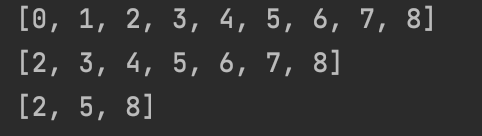 [0, 1, 2, 3, 4, 5, 6, 7, 8]
[2, 3, 4, 5, 6, 7, 8]
[2, 5, 8]